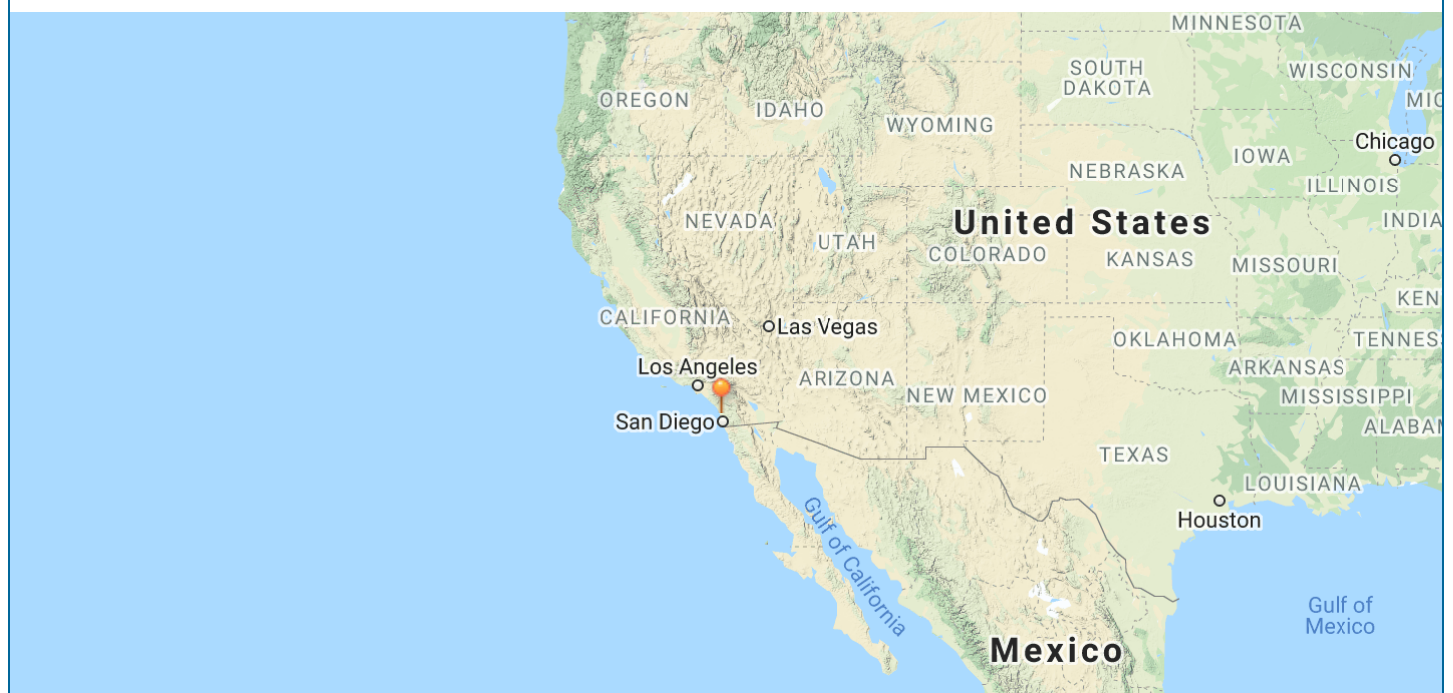 MINNESOTA
SOUTH
DAKOTA
WISCONSIN
MIC
OREGON
IDAHO
WYOMING
Chicago
IOWA
NEBRASKA
ILLINOIS
NEVADA
United States
INDIA
UTAH
COLORADO
KANSAS
MISSOURI
KEN
CALIFORNIA
Las Vegas
OKLAHOMA
TENNES
Los Angeles
ARIZONA
ARKANSAS
NEW MEXICO
MISSISSIPPI
San Diego
ALABAM
TEXAS
LOUISIANA
Houston
Gulf of California
Gulf of
Mexico
Mexico